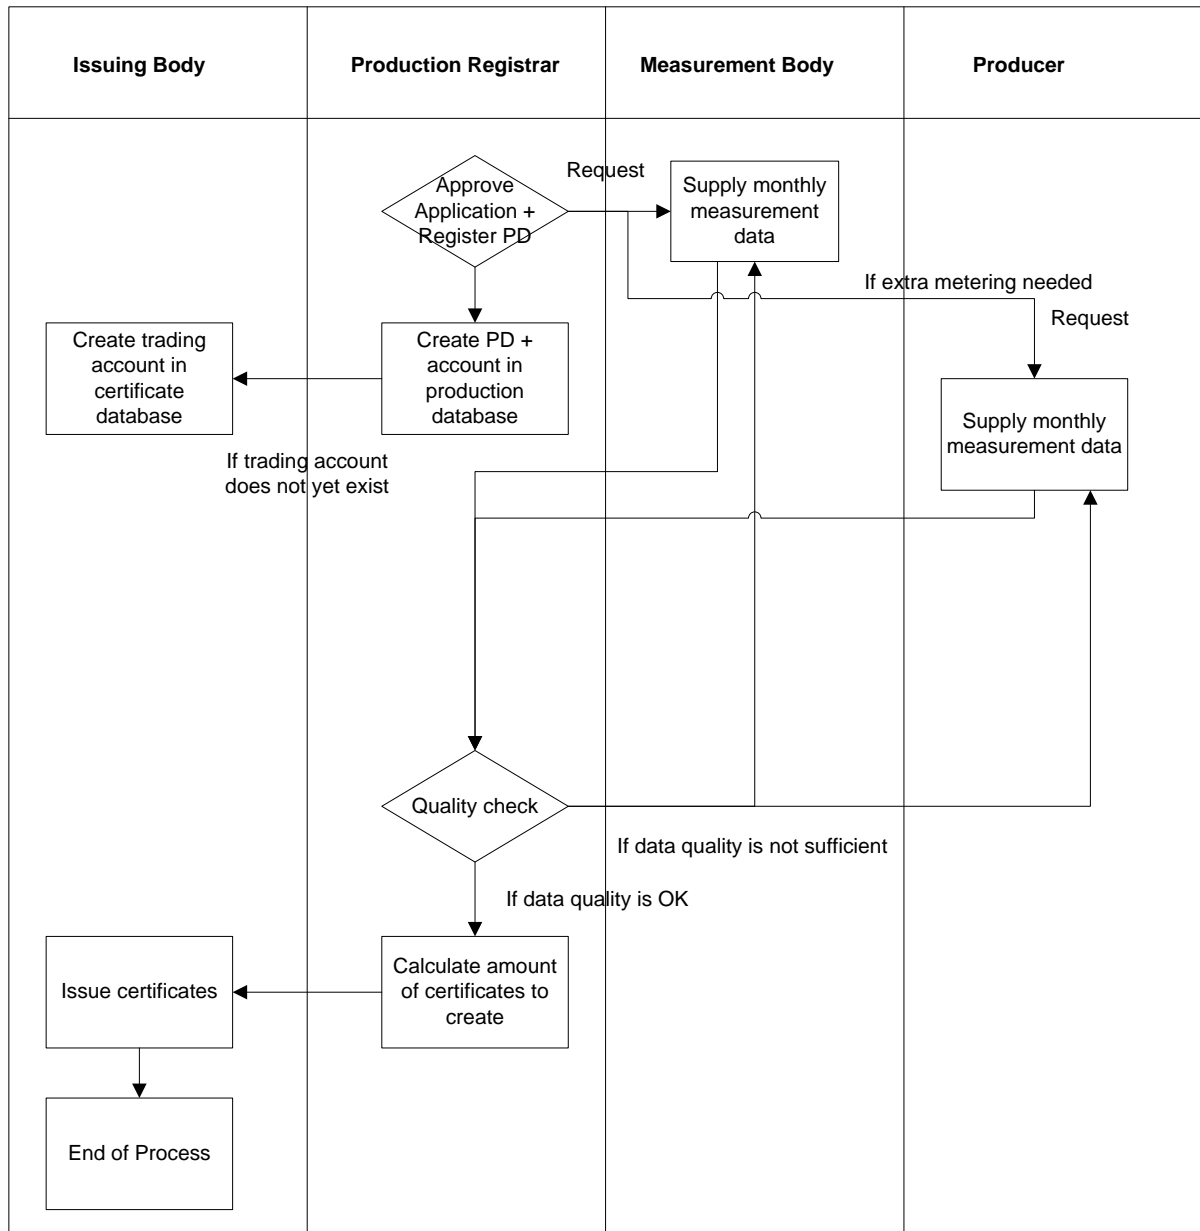 Issuing Body
Production Registrar
Measurement Body
Producer
Approve
Application +
Register PD
Request
Supply monthly
measurement
data
If extra metering needed
Request
Create trading
account in
certificate
database
Create PD +
account in
production
database
Supply monthly
measurement data
If trading account
does not yet exist
Quality check
If data quality is not sufficient
If data quality is OK
Issue certificates
Calculate amount
of certificates to
create
End of Process